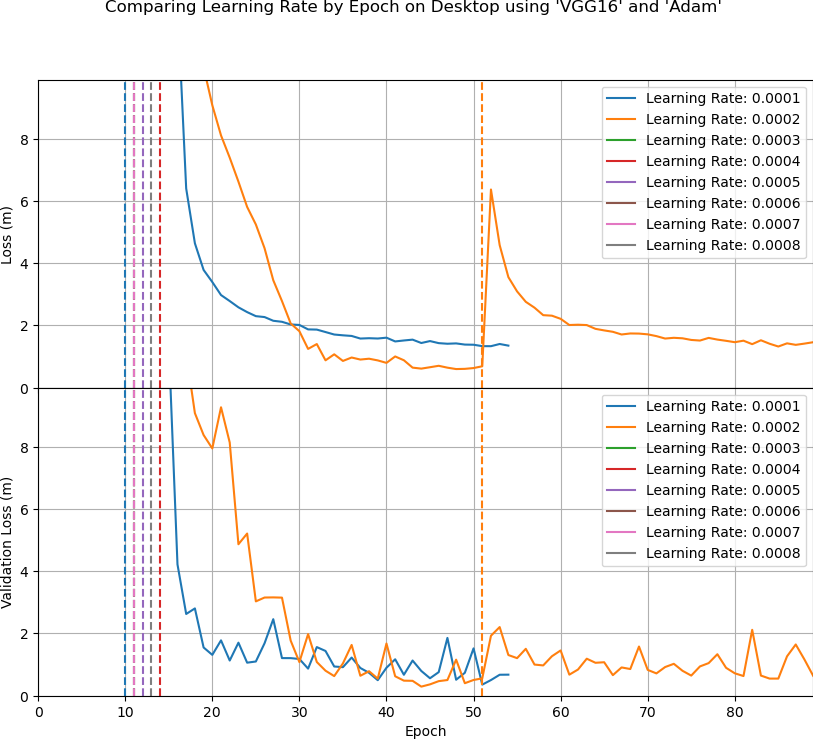 Comparing Learning Rate by Epoch on Desktop using 'VGG16' and 'Adam'
Loss (m)
8
6
4
2
0
Learning Rate: 0.0001
Learning Rate: 0.0002
Learning Rate: 0.0003
Learning Rate: 0.0004
Learning Rate: 0.0005
Learning Rate: 0.0006
Learning Rate: 0.0007
Learning Rate: 0.0008
Validation Loss (m)
8
6
4
2
0
Learning Rate: 0.0001
Learning Rate: 0.0002
Learning Rate: 0.0003
Learning Rate: 0.0004
Learning Rate: 0.0005
Learning Rate: 0.0006
Learning Rate: 0.0007
Learning Rate: 0.0008
0 10 20 30 40 50 60 70 80
Epoch